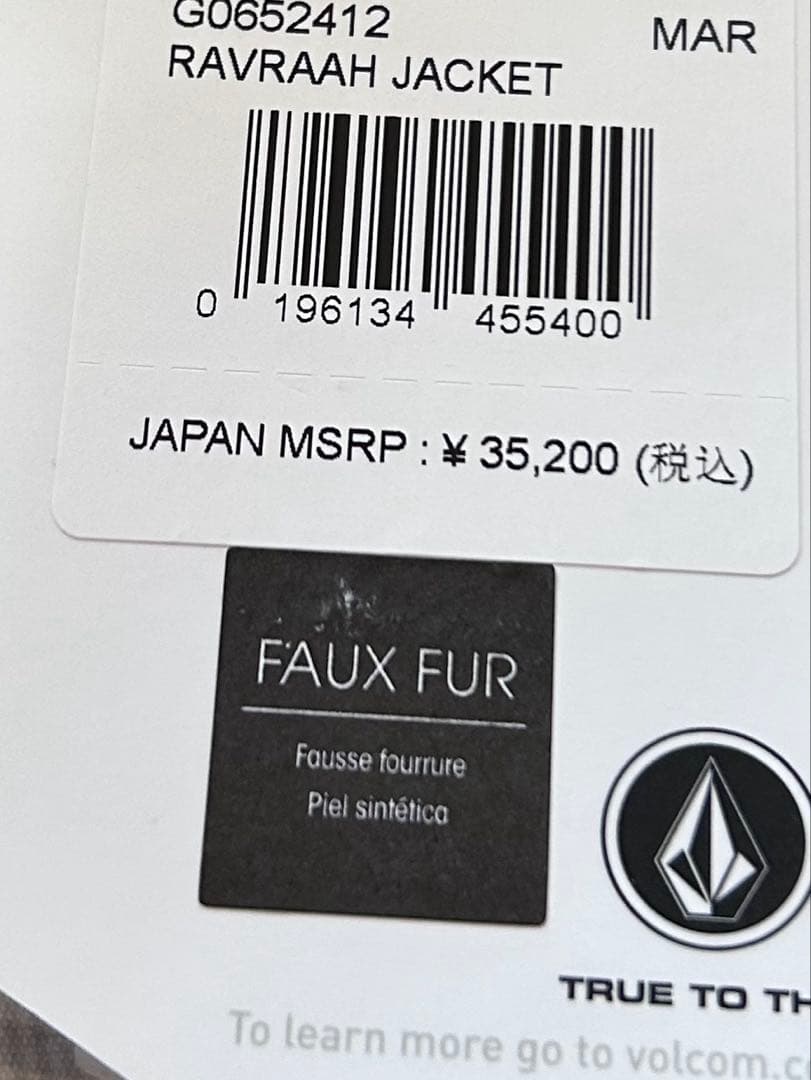 G0652412 MAR
RAVRAAH JACKET
0 196134 455400
JAPAN MSRP : ¥ 35,200 (税込)
FAUX FUR
Fausse fourrure
Piel sintética
TRUE TO TH
To learn more go to volcom.c